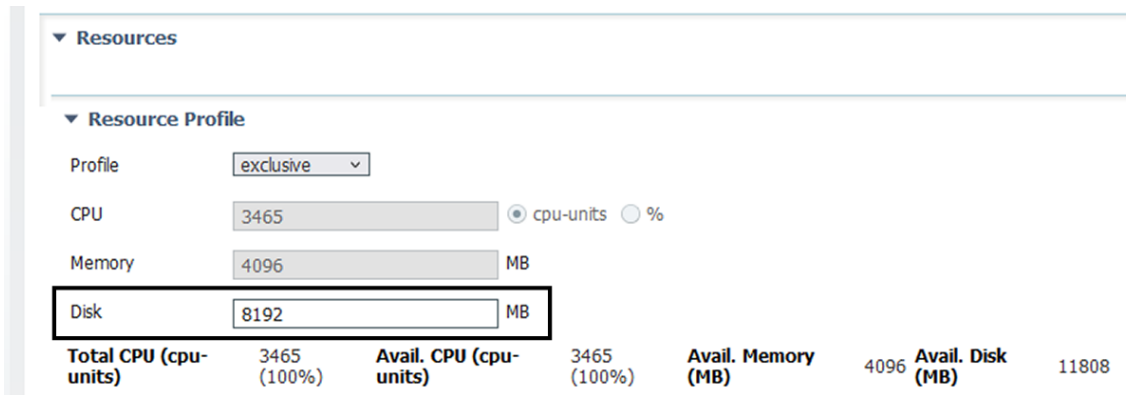 Resources
Resource Profile
Profile exclusive
CPU 3465 cpu-units %
Memory 4096 MB
Disk 8192 MB
Total CPU (cpu- 3465 Avail. CPU (cpu- 3465 Avail. Memory 4096 Avail. Disk 11808
units) (100%) units) (100%) (MB) (MB)